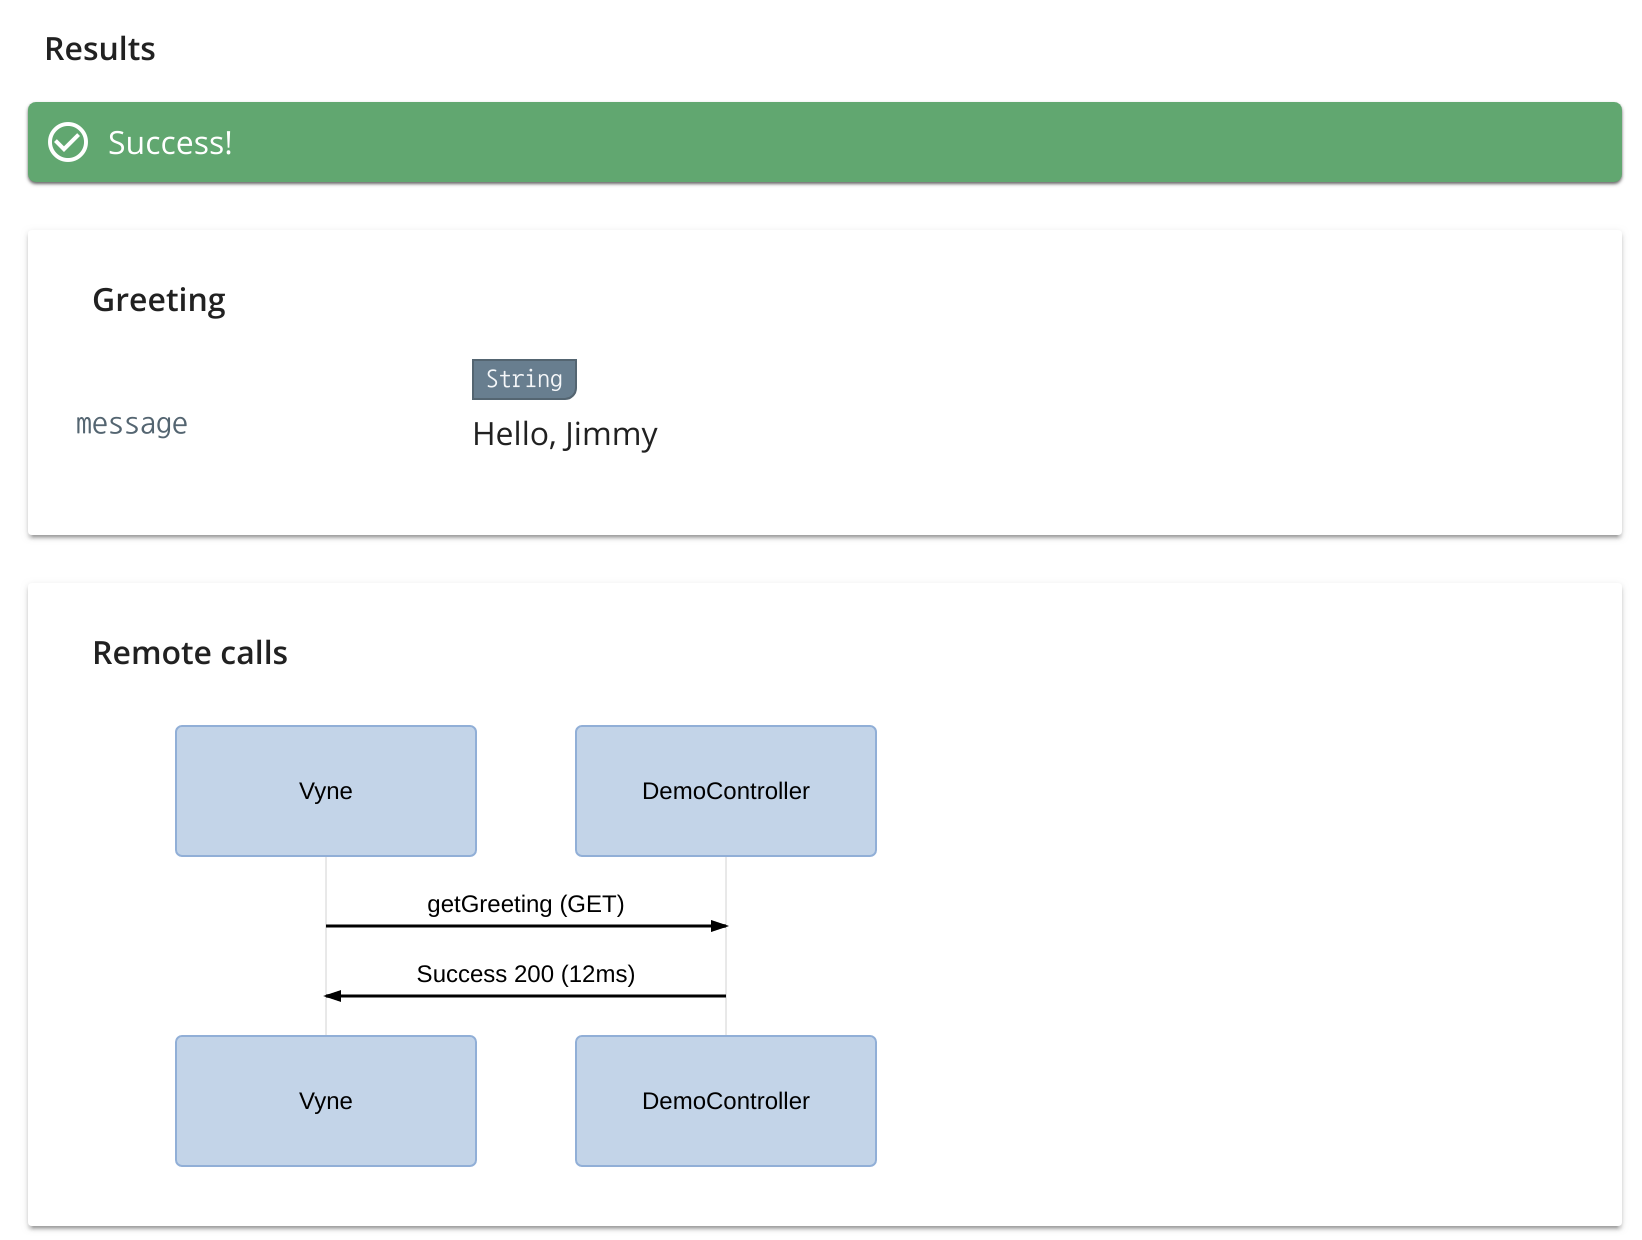 Results
Success!
Greeting
String
message
Hello, Jimmy
Remote calls
Vyne
DemoController
getGreeting (GET)
Success 200 (12ms)
Vyne
DemoController